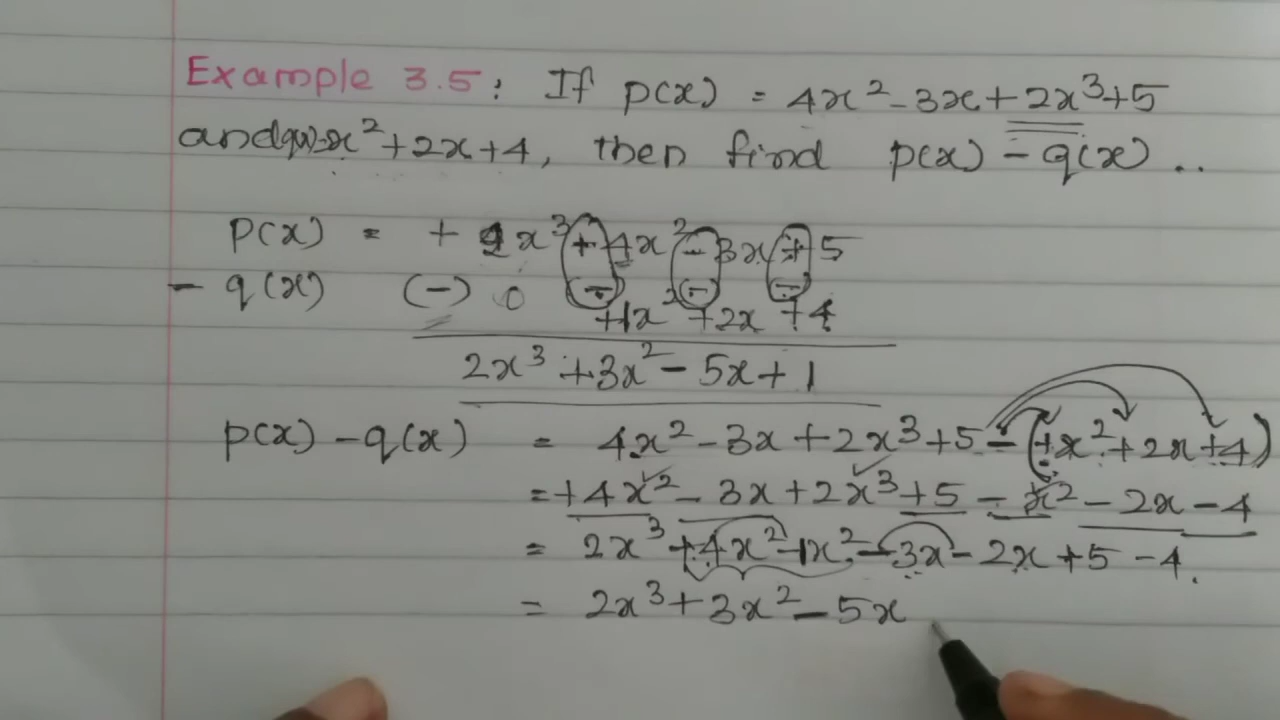 Example 3.5 : If p(x) = 4x² - 3x + 2x³ + 5
and q(x) = x² + 2x + 4, then find p(x) - q(x) ..
p(x) = + 2x³ + 4x² - 3x + 5
- q(x) (-) 0 (-) (-) (-)
+1x² +2x +4
2x³ + 3x² - 5x + 1
p(x) - q(x) = 4x² - 3x + 2x³ + 5 - (+x² + 2x + 4)
= +4x² - 3x + 2x³ + 5 - x² - 2x - 4
= 2x³ + 4x² - 1x² - 3x - 2x + 5 - 4.
= 2x³ + 3x² - 5x